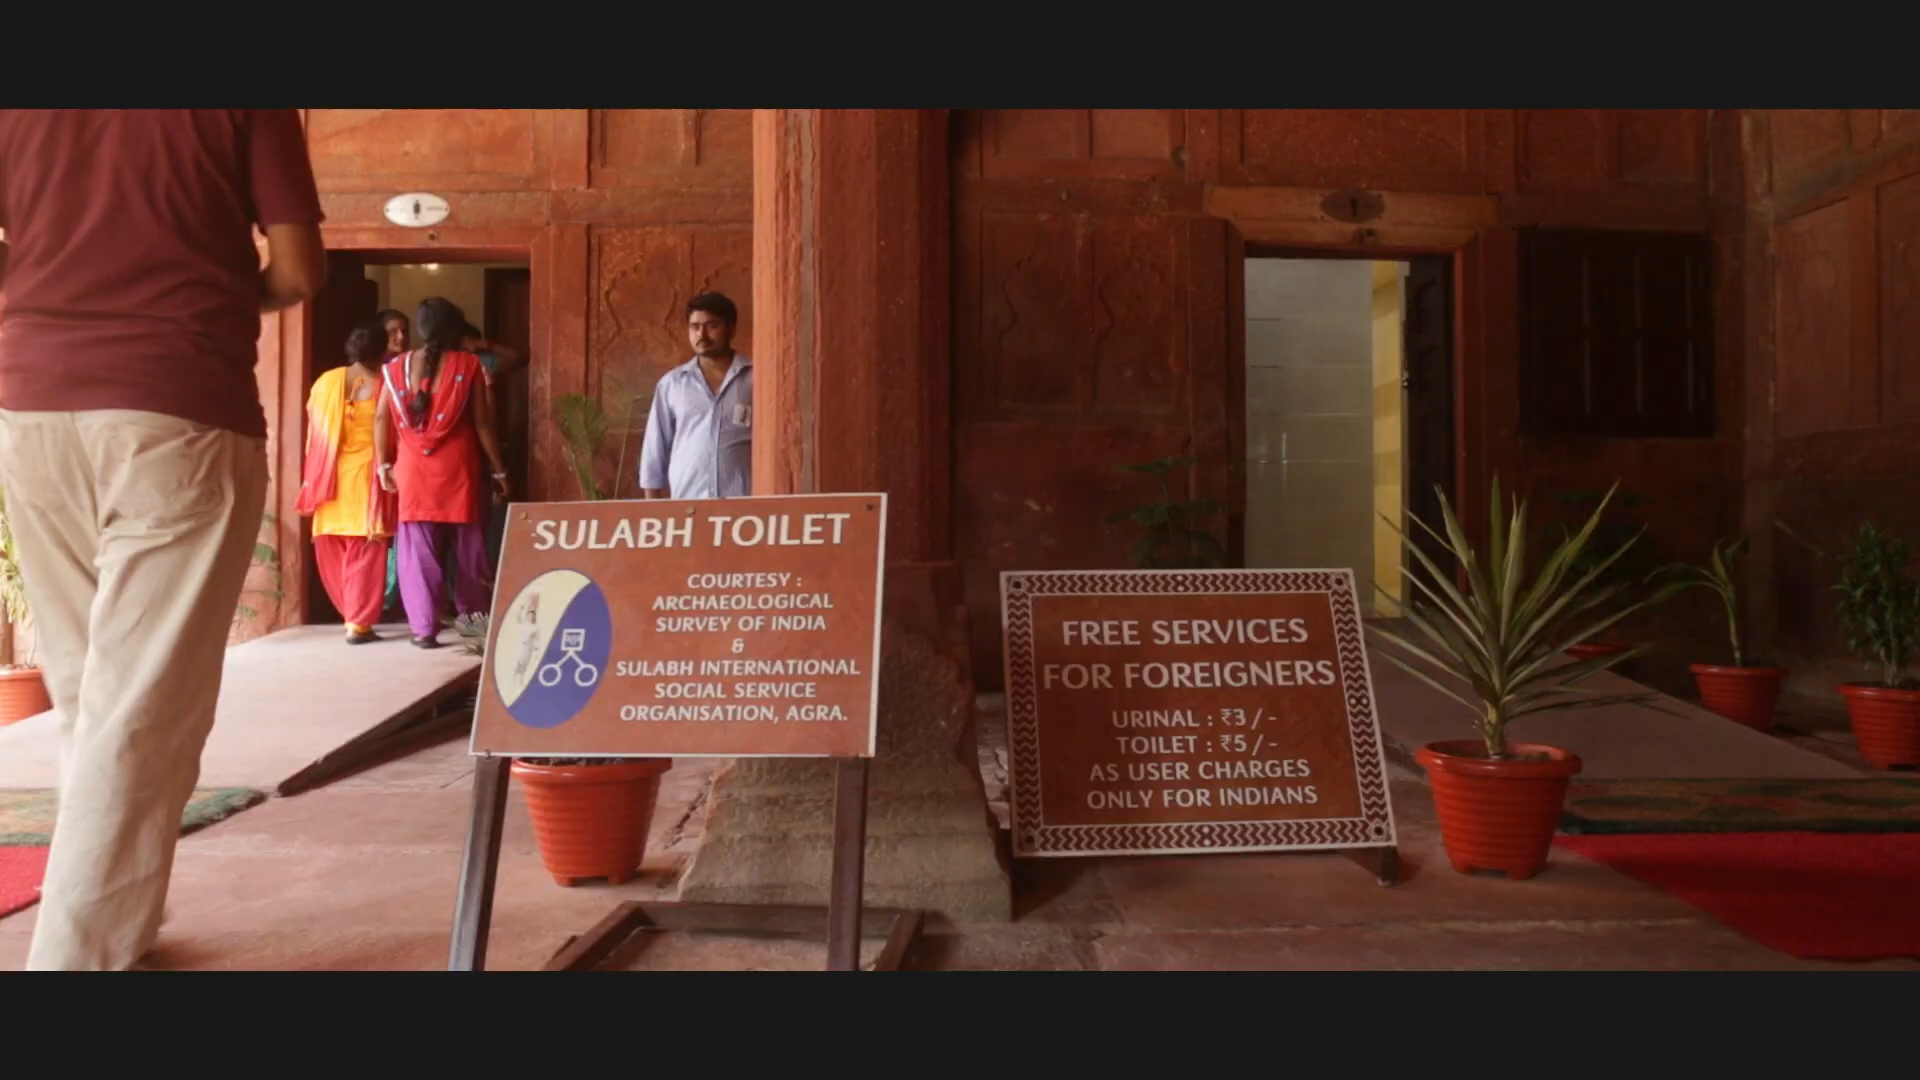 SULABH TOILET
COURTESY :
ARCHAEOLOGICAL
SURVEY OF INDIA
&
SULABH INTERNATIONAL
SOCIAL SERVICE
ORGANISATION, AGRA.
FREE SERVICES
FOR FOREIGNERS
URINAL : ₹3/-
TOILET : ₹5/-
AS USER CHARGES
ONLY FOR INDIANS